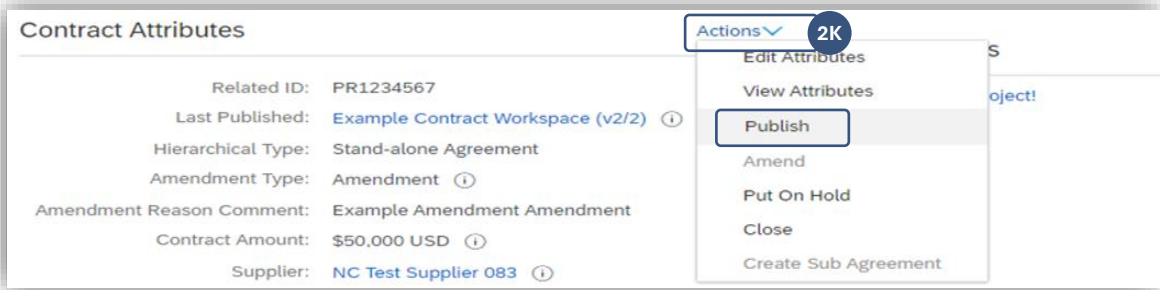 Contract Attributes
Actions
2K
s
Edit Attributes
Related ID: PR1234567
View Attributes
oject!
Last Published: Example Contract Workspace (v2/2)
Publish
Hierarchical Type: Stand-alone Agreement
Amend
Amendment Type: Amendment
Put On Hold
Amendment Reason Comment: Example Amendment Amendment
Close
Contract Amount: $50,000 USD
Create Sub Agreement
Supplier: NC Test Supplier 083